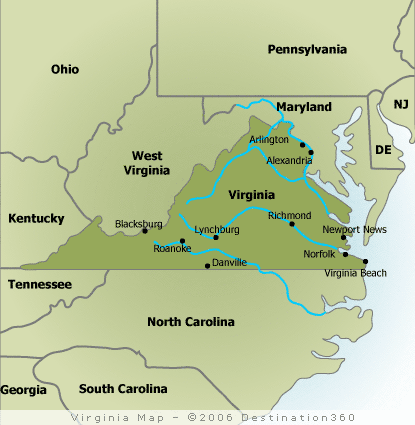 Pennsylvania
Ohio
NJ
Maryland
Arlington
DE
West
Virginia
Alexandria
Virginia
Kentucky
Blacksburg
Richmond
Lynchburg
Newport News
Roanoke
Norfolk
Danville
Virginia Beach
Tennessee
North Carolina
Georgia
South Carolina
Virginia Map - ©2006 Destination360